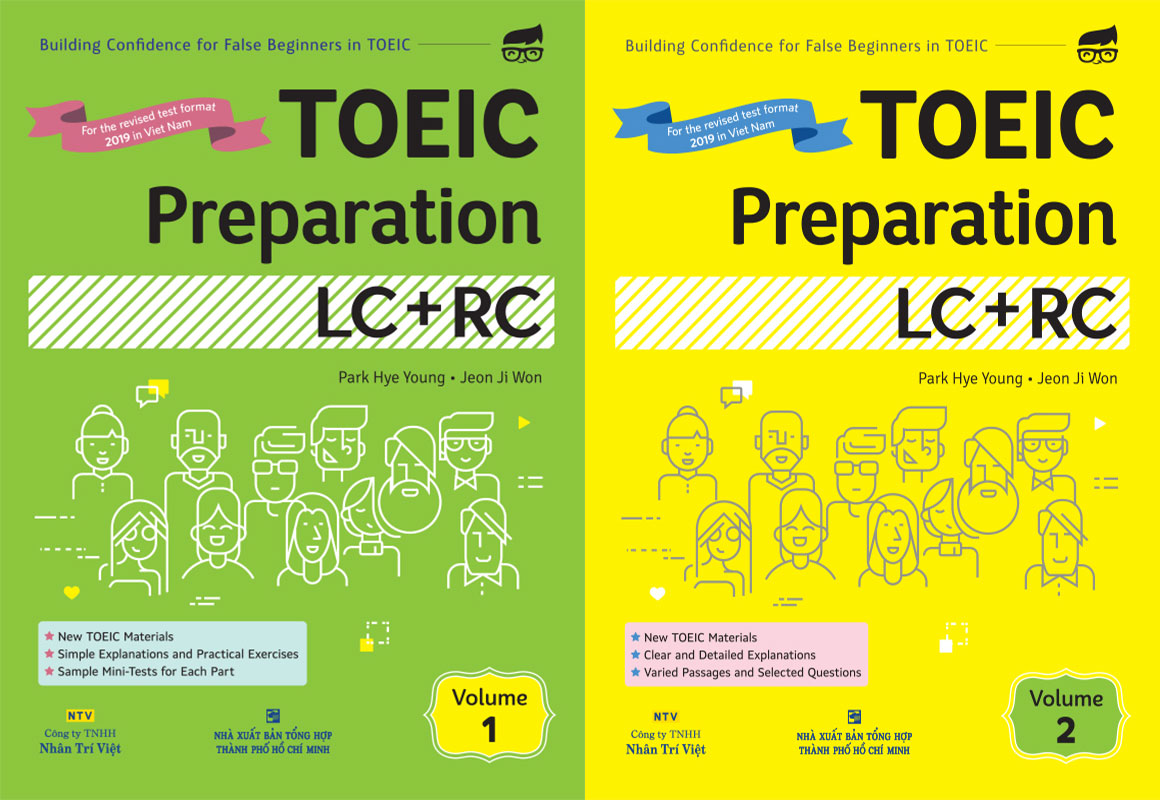 Building Confidence for False Beginners in TOEIC
For the revised test format
2019 in Viet Nam
TOEIC
Preparation
LC+RC
Park Hye Young • Jeon Ji Won
New TOEIC Materials
Simple Explanations and Practical Exercises
Sample Mini-Tests for Each Part
Volume
1
NTV
Công ty TNHH
Nhân Trí Việt
NHÀ XUẤT BẢN TỔNG HỢP
THÀNH PHỐ HỒ CHÍ MINH
Building Confidence for False Beginners in TOEIC
For the revised test format
2019 in Viet Nam
TOEIC
Preparation
LC+RC
Park Hye Young • Jeon Ji Won
New TOEIC Materials
Clear and Detailed Explanations
Varied Passages and Selected Questions
Volume
2
NTV
Công ty TNHH
Nhân Trí Việt
NHÀ XUẤT BẢN TỔNG HỢP
THÀNH PHỐ HỒ CHÍ MINH